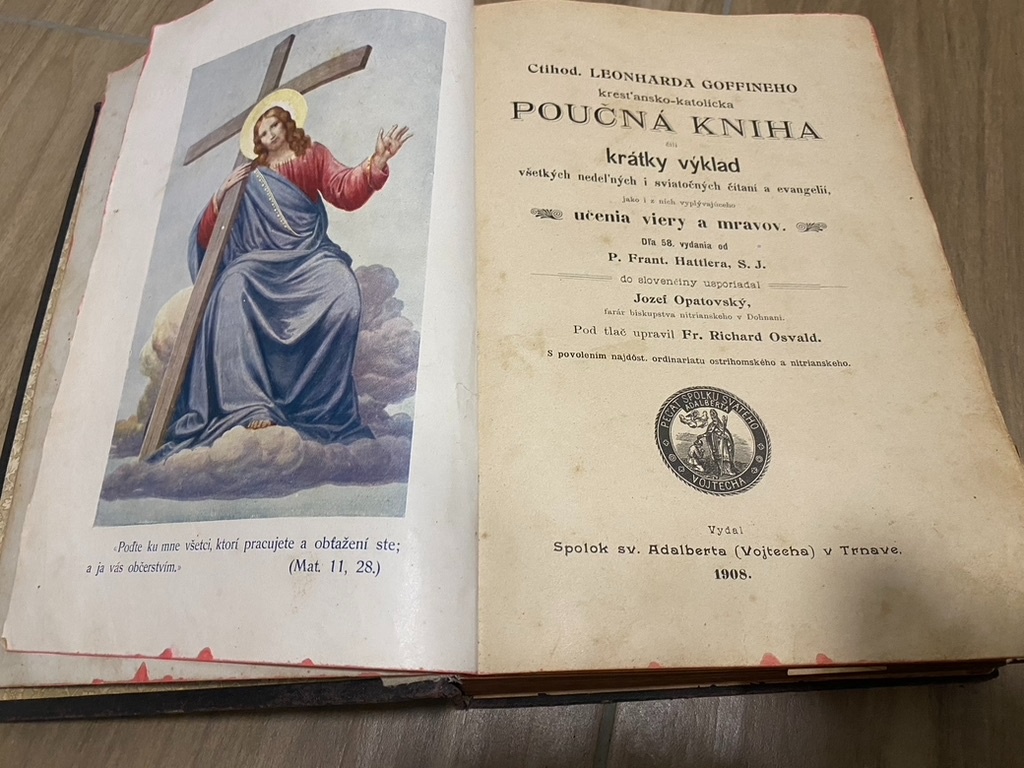 «Poďte ku mne všetci, ktorí pracujete a obťažení ste;
a ja vás občerstvím.» (Mat. 11, 28.)
Ctihod. LEONHARDA GOFFINEHO
kresťansko-katolícka
POUČNÁ KNIHA
čili
krátky výklad
všetkých nedeľných i sviatočných čítaní a evangelií,
jako i z nich vyplývajúceho
učenia viery a mravov.
Dľa 58. vydania od
P. Frant. Hattlera, S. J.
do slovenčiny usporiadal
Jozef Opatovský,
farár biskupstva nitrianskeho v Dohnani.
Pod tlač upravil Fr. Richard Osvald.
S povolením najdôst. ordinariatu ostrihomského a nitrianskeho.
PEČAŤ SPOLKU SVATÉHO
ADALBERTA
VOJTECHA
Vydal
Spolok sv. Adalberta (Vojtecha) v Trnave.
1908.